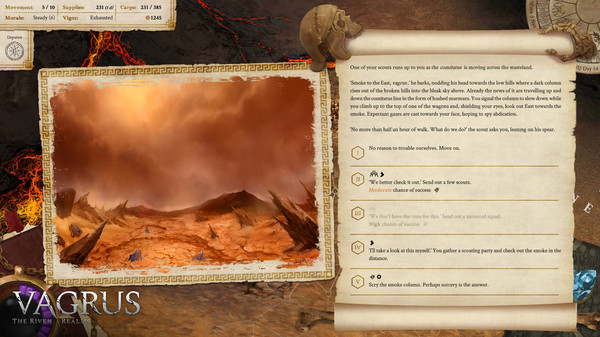 Movement: 5 / 10 Supplies: 231 (1d) Cargo: 231 / 385
Morale: Steady (6) Vigor: Exhausted 1245
Deputies
Day 14
One of your scouts runs up to you as the comitatus is moving across the wasteland.
'Smoke to the East, vagrus,' he barks, nodding his head towards the low hills where a dark column
rises out of the broken hills into the bleak sky above. Already the news of it are travelling up and
down the comitatus line in the form of hushed murmurs. You signal the column to slow down while
you climb up to the top of one of the wagons and, shielding your eyes, look out East towards the
smoke. Expectant gazes are cast towards your face, hoping to spy abdication.
'No more than half an hour of walk. What do we do?' the scout asks you, leaning on his spear.
I
No reason to trouble ourselves. Move on.
II
'We better check it out.' Send out a few scouts.
Moderate chance of success
III
'We don't have the time for this.' Send out a mounted squad.
High chance of success
IV
'I'll take a look at this myself.' You gather a scouting party and check out the smoke in the
distance.
V
Scry the smoke column. Perhaps sorcery is the answer.
VAGRUS
THE RIVEN REALMS